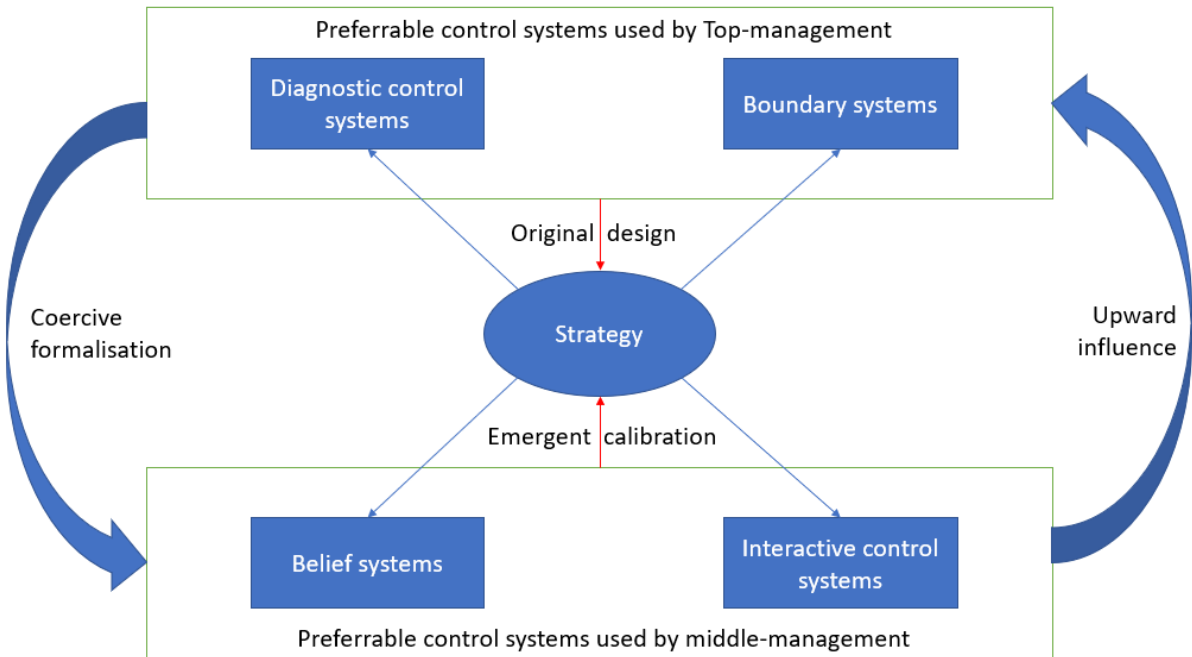 Preferrable control systems used by Top-management
Diagnostic control
systems
Boundary systems
Original design
Strategy
Coercive
formalisation
Upward
influence
Emergent calibration
Belief systems
Interactive control
systems
Preferrable control systems used by middle-management